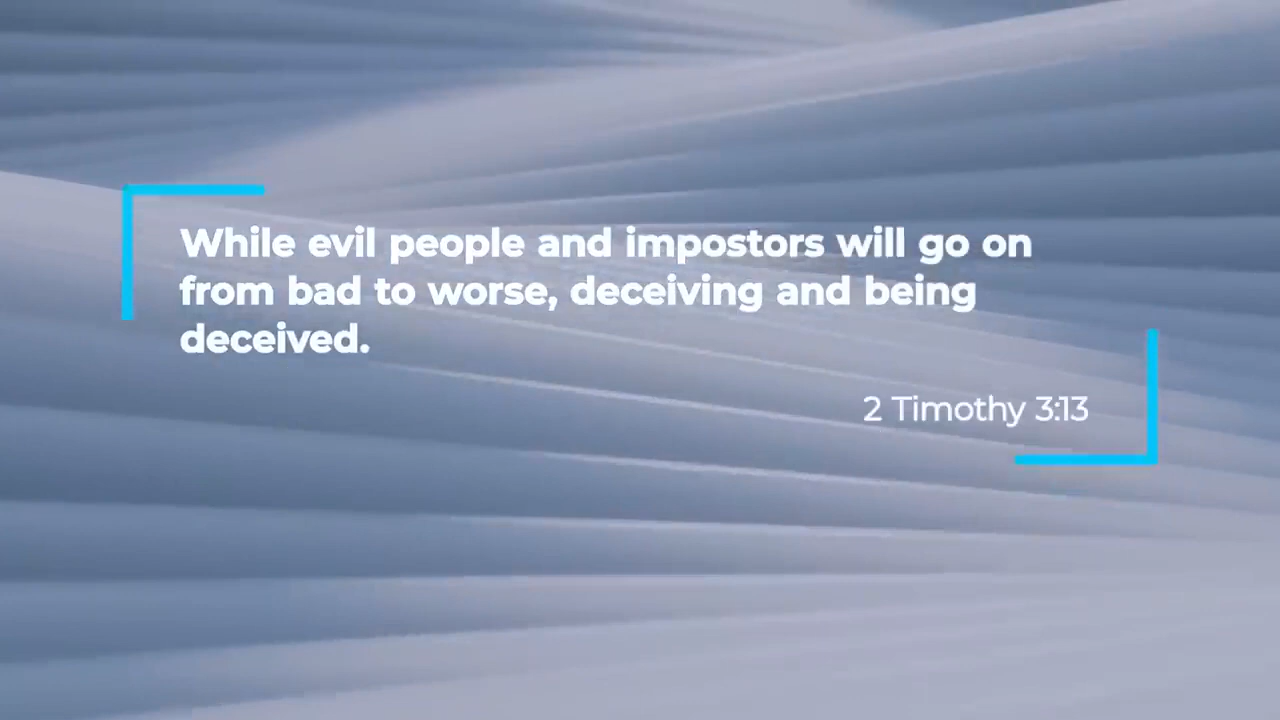 While evil people and impostors will go on
from bad to worse, deceiving and being
deceived.
2 Timothy 3:13